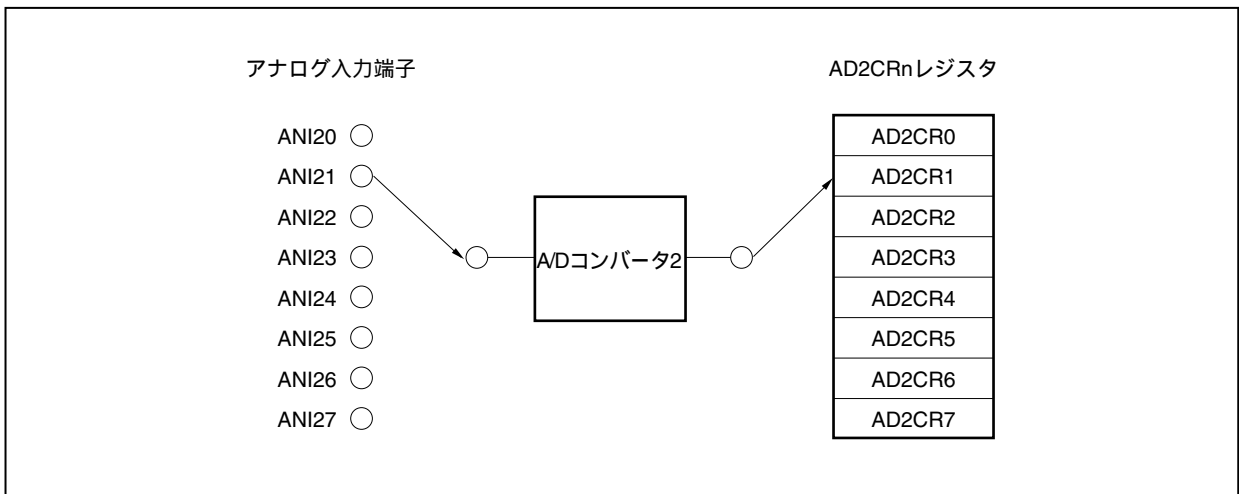 アナログ入力端子
ANI20
ANI21
ANI22
ANI23
ANI24
ANI25
ANI26
ANI27
A/Dコンバータ2
AD2CRnレジスタ
AD2CR0
AD2CR1
AD2CR2
AD2CR3
AD2CR4
AD2CR5
AD2CR6
AD2CR7